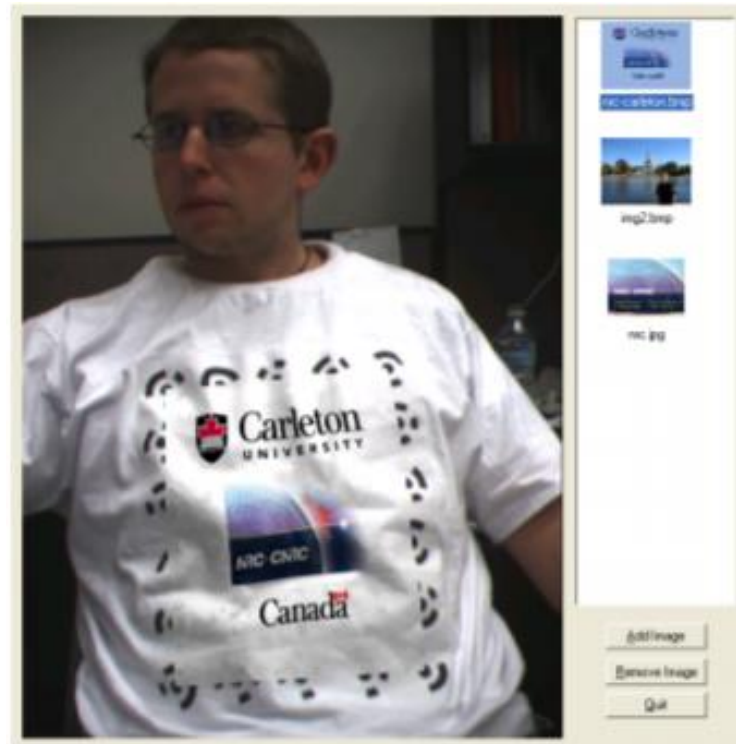 Carleton
UNIVERSITY
NRC·CNRC
Canada
nrc-carleton.bmp
img2.bmp
nrc.jpg
Add Image
Remove Image
Quit